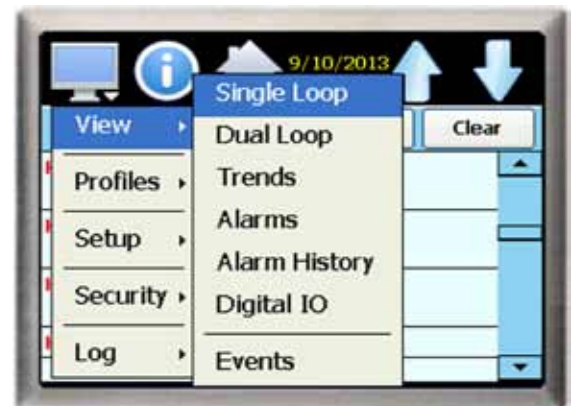 9/10/2013
Clear
View
Profiles
Setup
Security
Log
Single Loop
Dual Loop
Trends
Alarms
Alarm History
Digital IO
Events